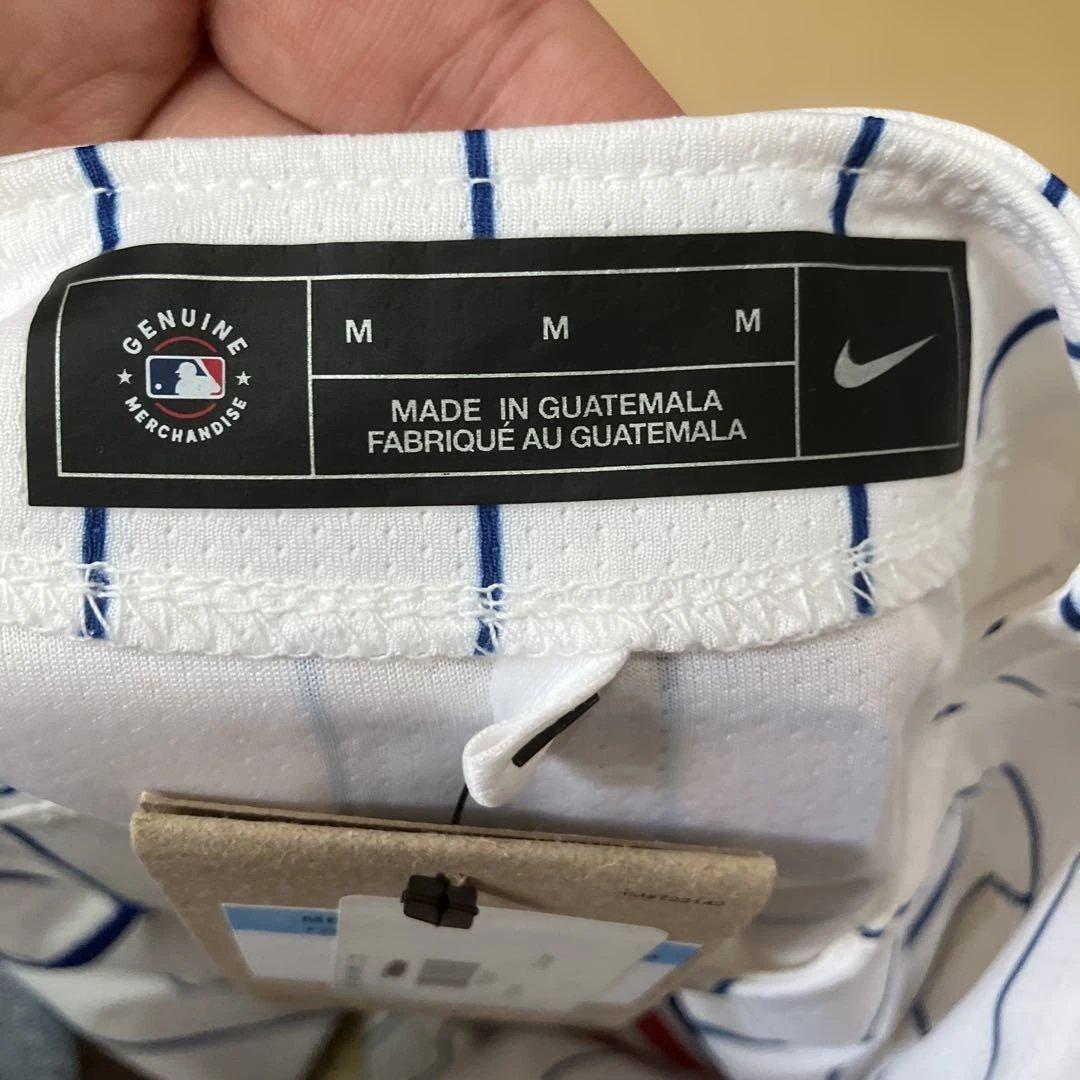 GENUINE
MERCHANDISE
M M M
MADE IN GUATEMALA
FABRIQUÉ AU GUATEMALA